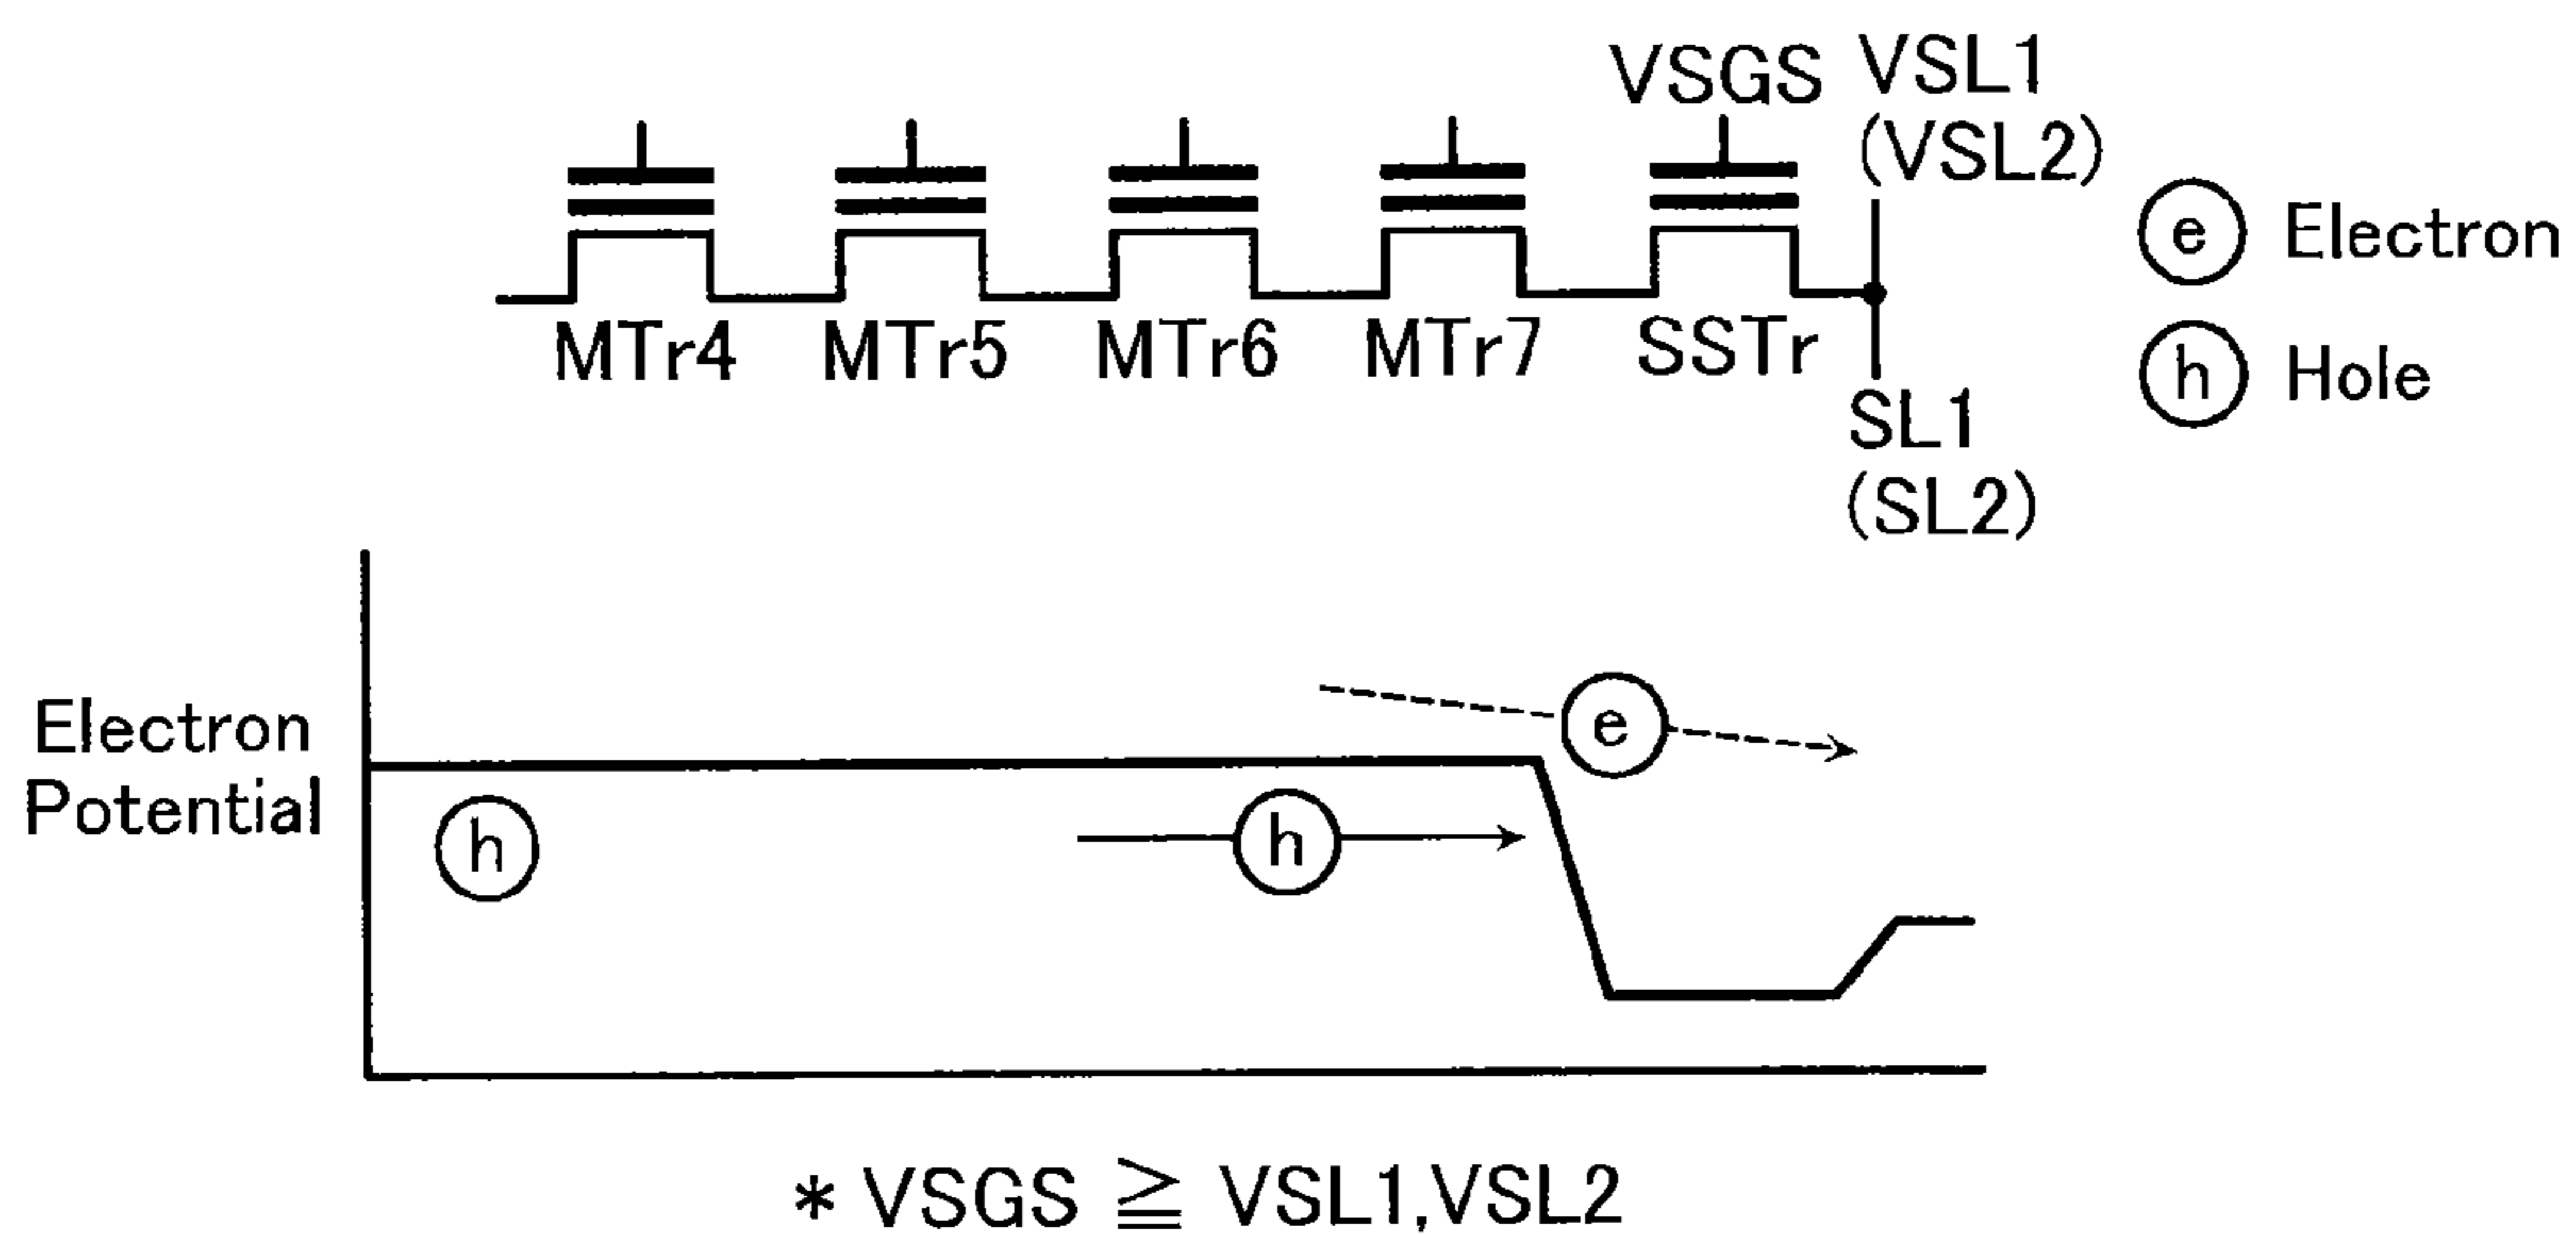 VSGS VSL1
(VSL2)
MTr4 MTr5 MTr6 MTr7 SSTr
SL1
(SL2)
e Electron
h Hole
Electron
Potential
e
h
h
* VSGS ≧ VSL1,VSL2